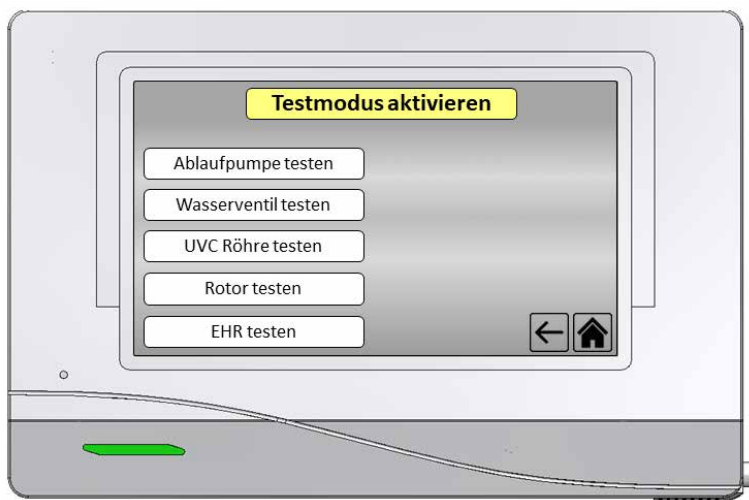 Testmodus aktivieren
Ablaufpumpe testen
Wasserventil testen
UVC Röhre testen
Rotor testen
EHR testen